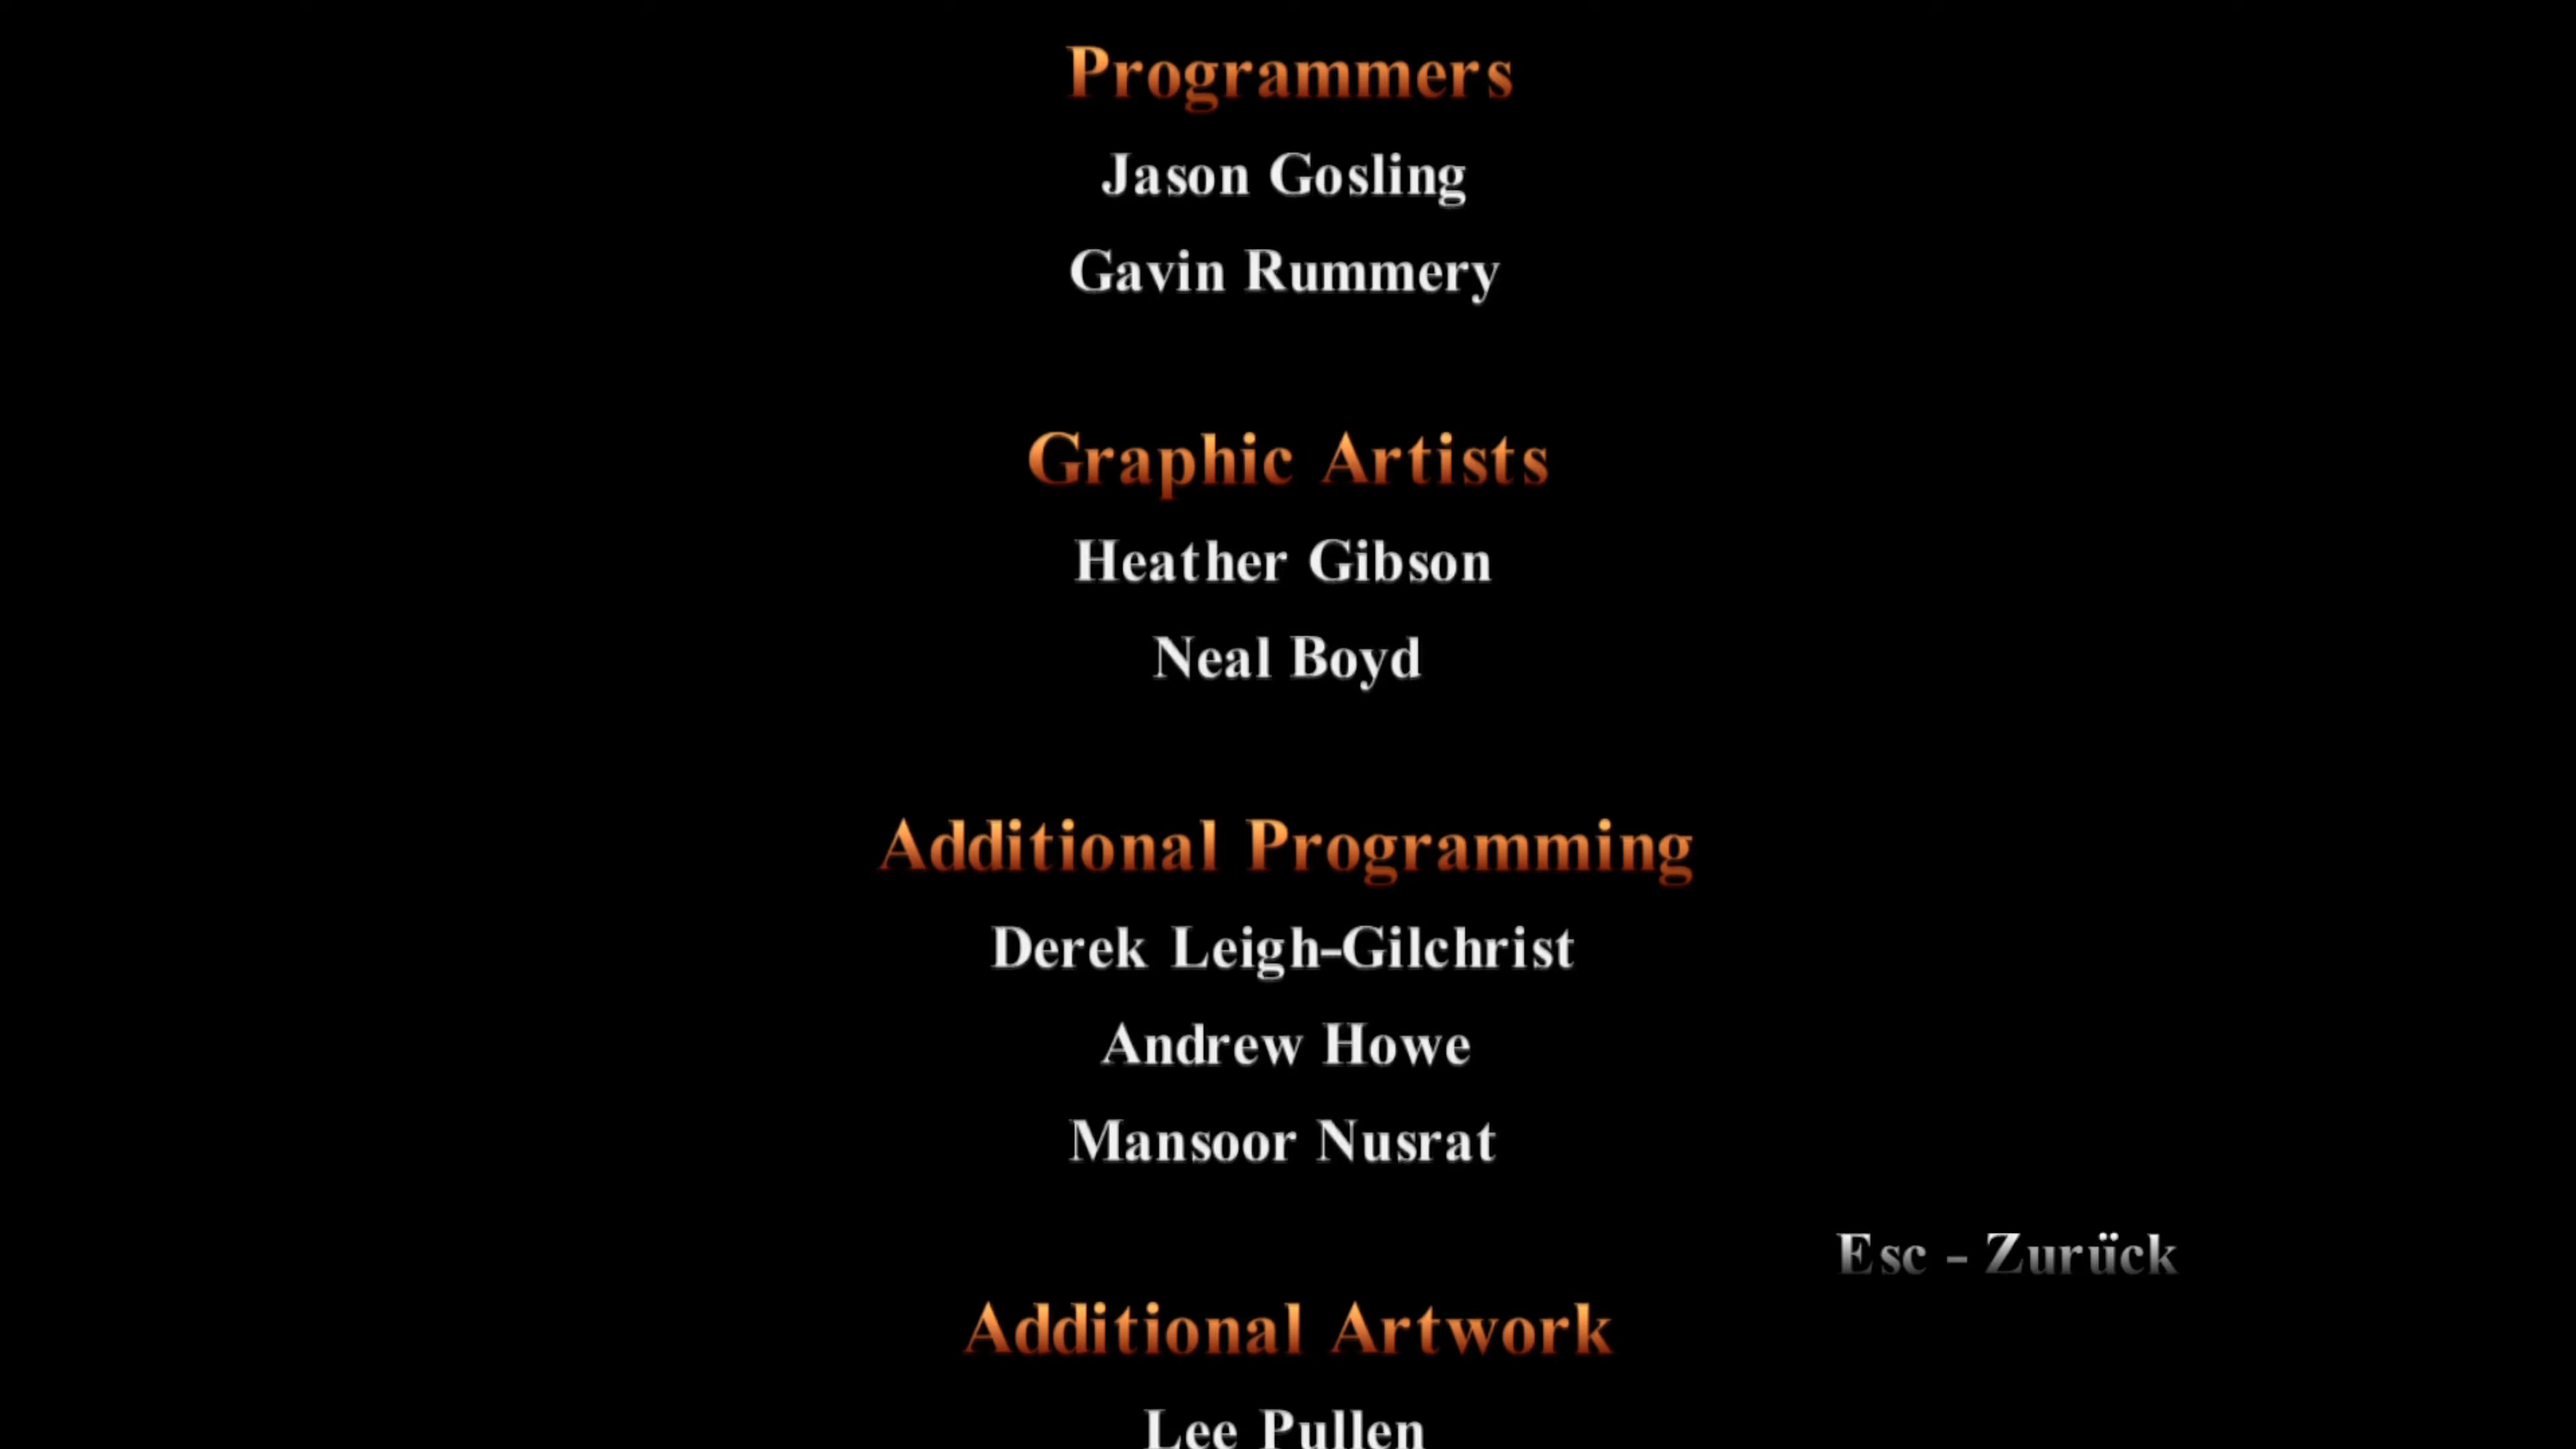 Programmers
Jason Gosling
Gavin Rummery
Graphic Artists
Heather Gibson
Neal Boyd
Additional Programming
Derek Leigh-Gilchrist
Andrew Howe
Mansoor Nusrat
Esc - Zurück
Additional Artwork
Lee Pullen